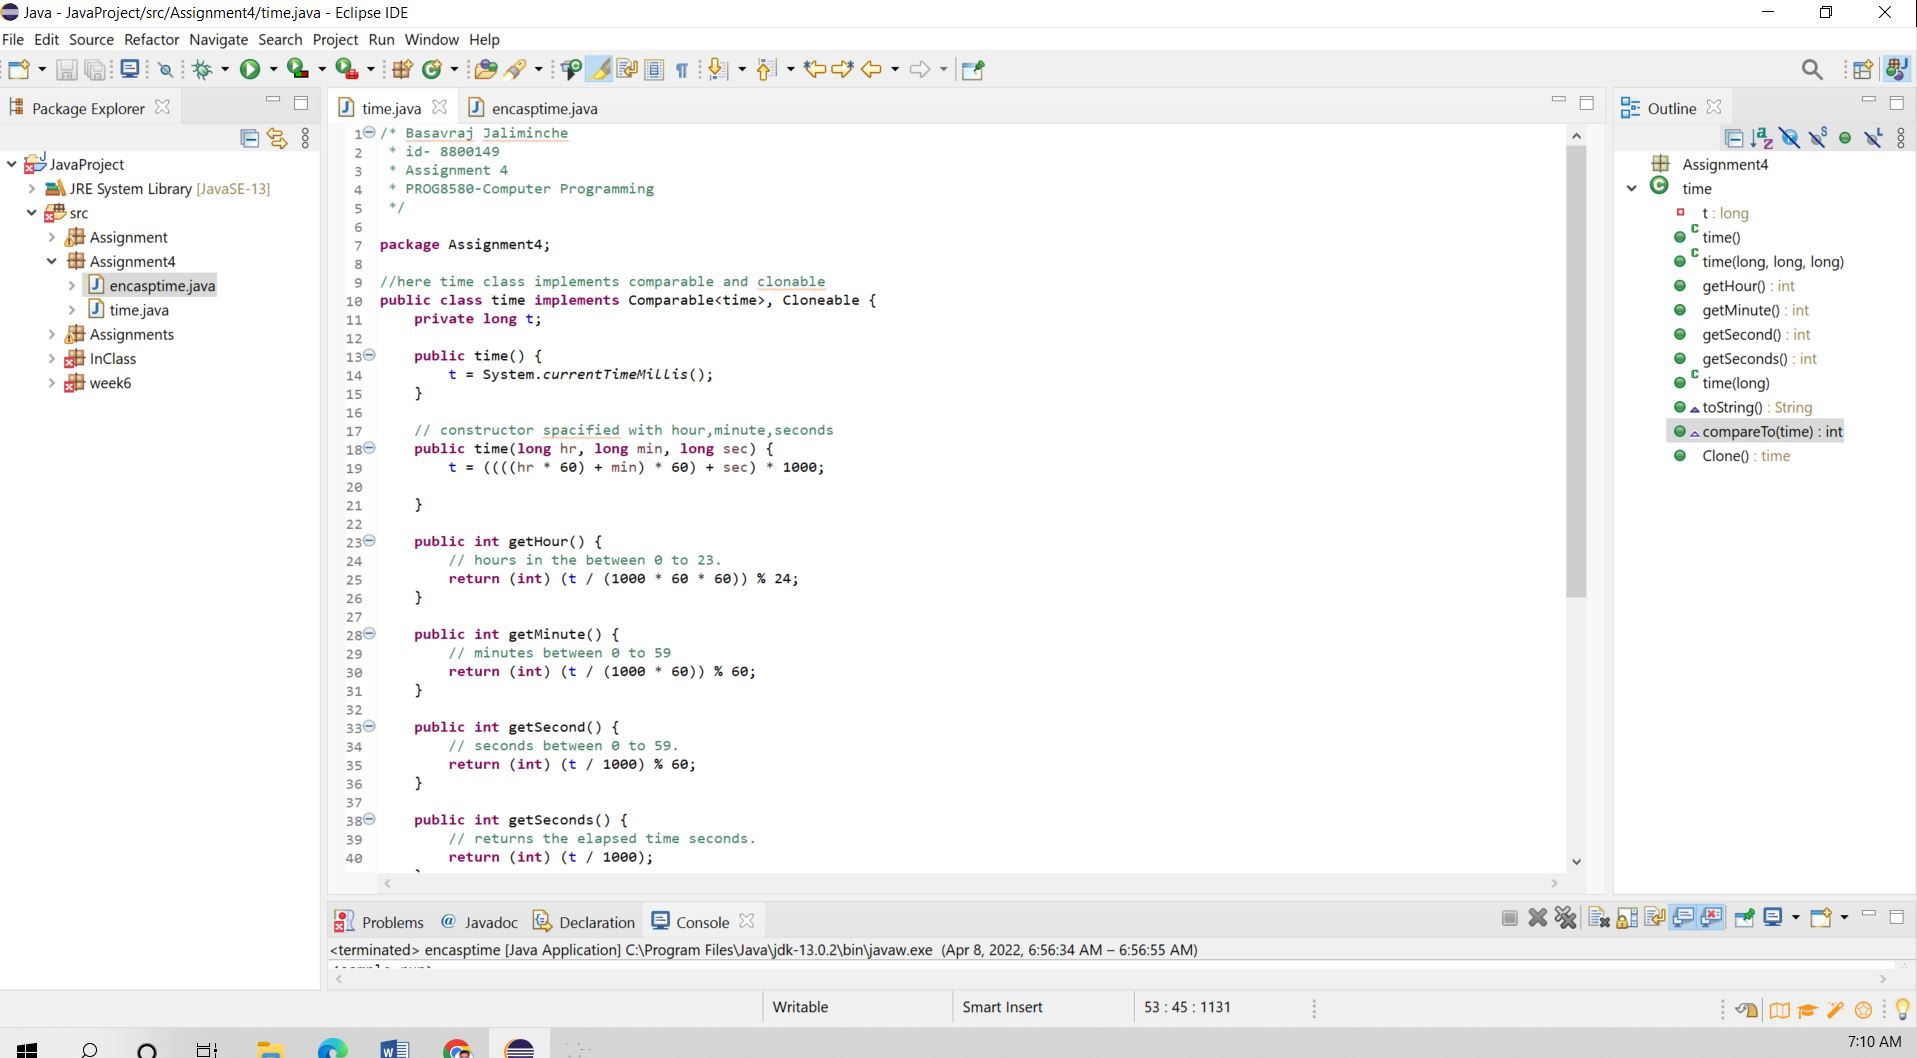 Java - JavaProject/src/Assignment4/time.java - Eclipse IDE
File Edit Source Refactor Navigate Search Project Run Window Help
Package Explorer
JavaProject
JRE System Library [JavaSE-13]
src
Assignment
Assignment4
encasptime.java
time.java
Assignments
InClass
week6
time.java encasptime.java
1 /* Basavraj Jaliminche
2 * id- 8800149
3 * Assignment 4
4 * PROG8580-Computer Programming
5 */
6
7 package Assignment4;
8
9 //here time class implements comparable and clonable
10 public class time implements Comparable<time>, Cloneable {
11 private long t;
12
13 public time() {
14 t = System.currentTimeMillis();
15 }
16
17 // constructor spacified with hour,minute,seconds
18 public time(long hr, long min, long sec) {
19 t = ((((hr * 60) + min) * 60) + sec) * 1000;
20
21 }
22
23 public int getHour() {
24 // hours in the between 0 to 23.
25 return (int) (t / (1000 * 60 * 60)) % 24;
26 }
27
28 public int getMinute() {
29 // minutes between 0 to 59
30 return (int) (t / (1000 * 60)) % 60;
31 }
32
33 public int getSecond() {
34 // seconds between 0 to 59.
35 return (int) (t / 1000) % 60;
36 }
37
38 public int getSeconds() {
39 // returns the elapsed time seconds.
40 return (int) (t / 1000);
Outline
Assignment4
time
t : long
time()
time(long, long, long)
getHour() : int
getMinute() : int
getSecond() : int
getSeconds() : int
time(long)
toString() : String
compareTo(time) : int
Clone() : time
Problems Javadoc Declaration Console
<terminated> encasptime [Java Application] C:\Program Files\Java\jdk-13.0.2\bin\javaw.exe (Apr 8, 2022, 6:56:34 AM – 6:56:55 AM)
Writable Smart Insert 53 : 45 : 1131
7:10 AM